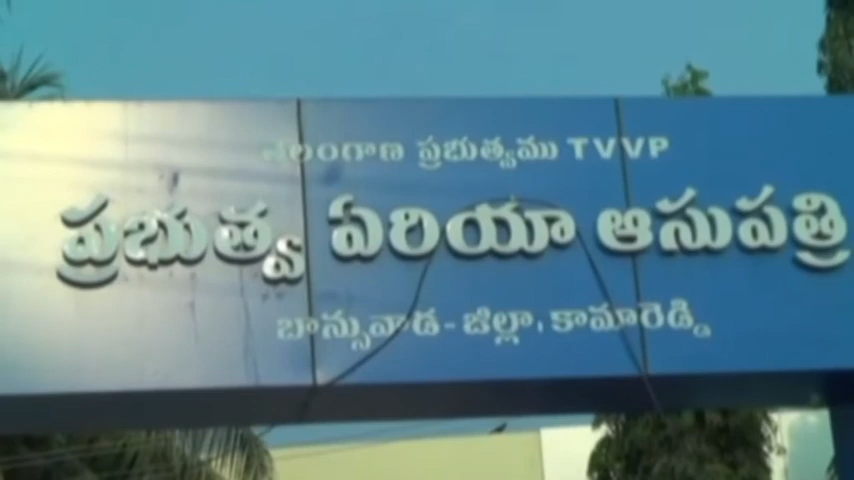 తెలంగాణ ప్రభుత్వము TVVP
ప్రభుత్వ ఏరియా ఆసుపత్రి
బాన్సువాడ - జిల్లా, కామారెడ్డి